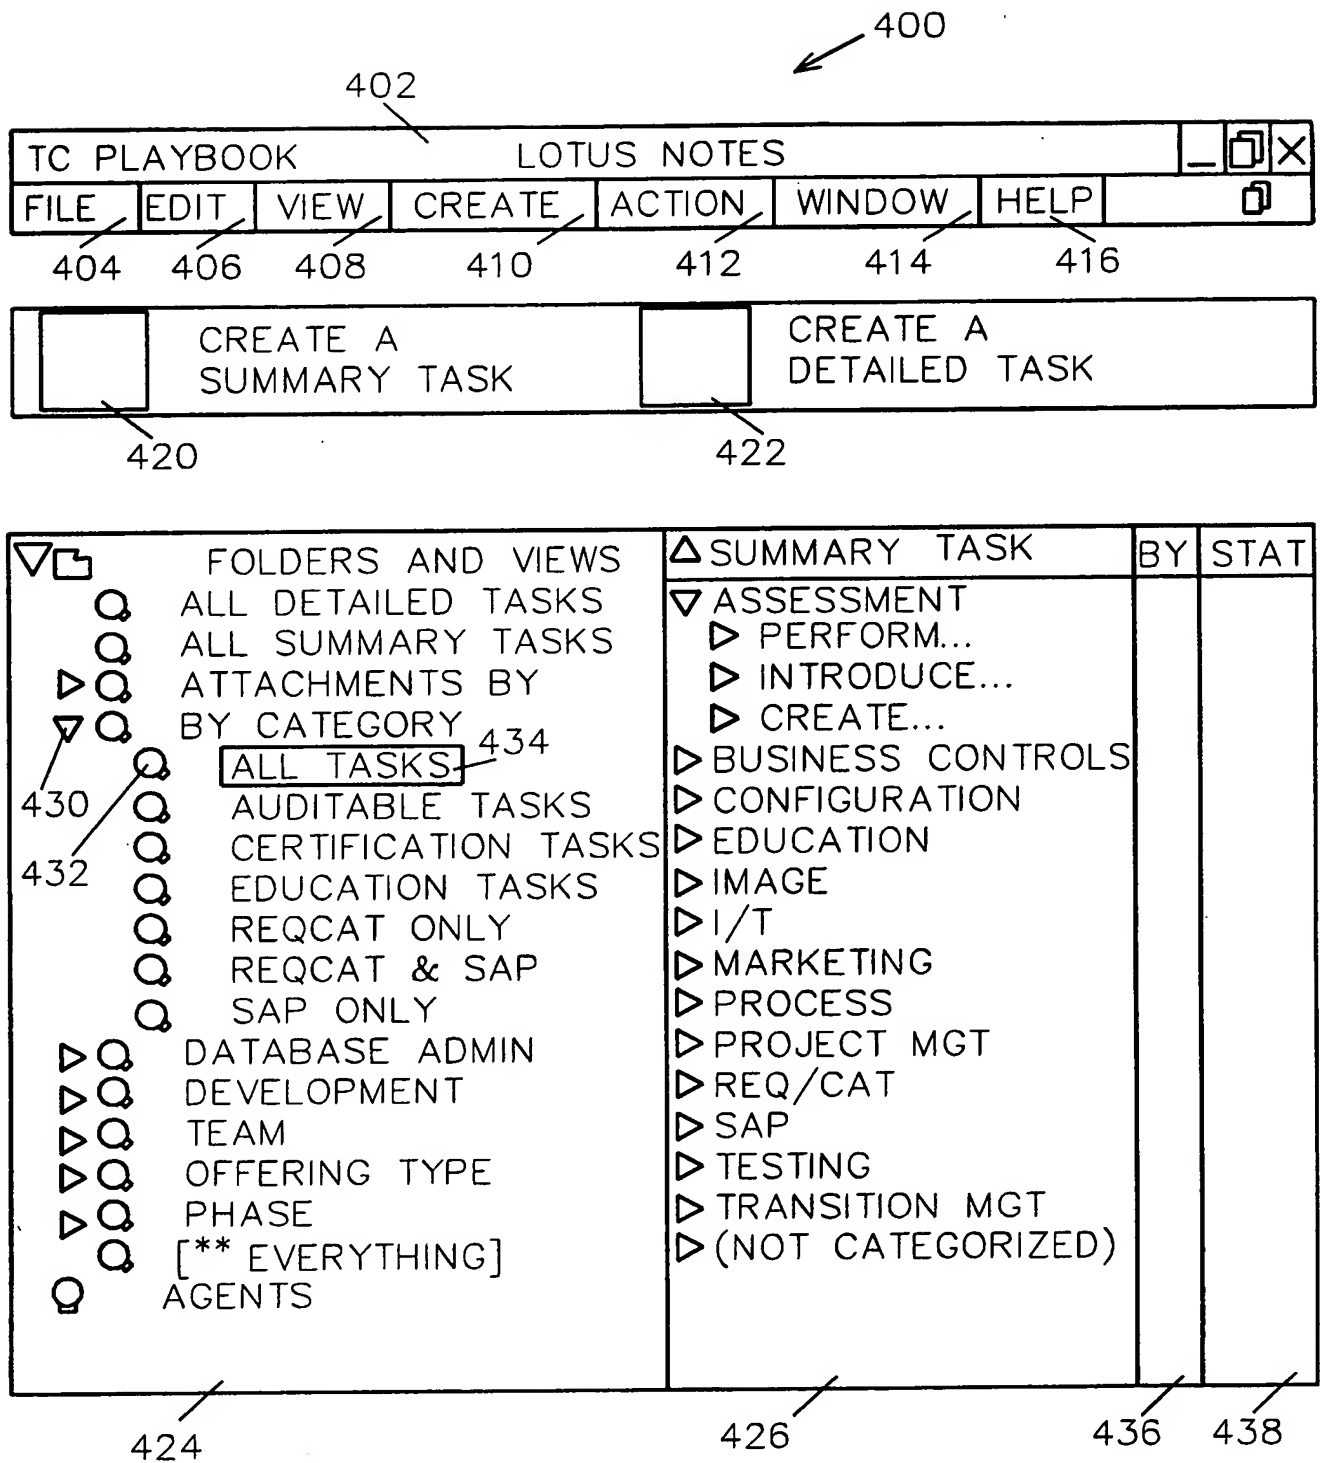 400
402
TC PLAYBOOK LOTUS NOTES
FILE EDIT VIEW CREATE ACTION WINDOW HELP
404 406 408 410 412 414 416
CREATE A
SUMMARY TASK
CREATE A
DETAILED TASK
420 422
FOLDERS AND VIEWS
ALL DETAILED TASKS
ALL SUMMARY TASKS
ATTACHMENTS BY
BY CATEGORY
ALL TASKS 434
430
AUDITABLE TASKS
CERTIFICATION TASKS
432
EDUCATION TASKS
REQCAT ONLY
REQCAT & SAP
SAP ONLY
DATABASE ADMIN
DEVELOPMENT
TEAM
OFFERING TYPE
PHASE
[** EVERYTHING]
AGENTS
SUMMARY TASK
ASSESSMENT
PERFORM...
INTRODUCE...
CREATE...
BUSINESS CONTROLS
CONFIGURATION
EDUCATION
IMAGE
I/T
MARKETING
PROCESS
PROJECT MGT
REQ/CAT
SAP
TESTING
TRANSITION MGT
(NOT CATEGORIZED)
BY STAT
424 426 436 438